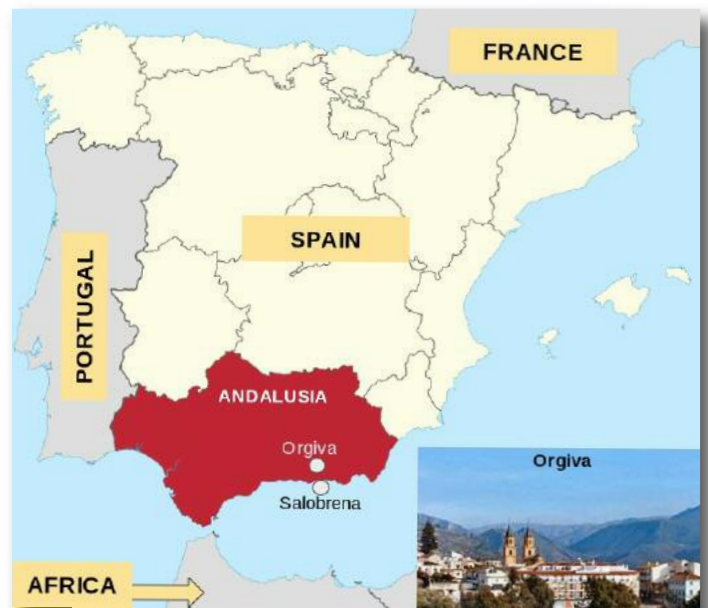 FRANCE
SPAIN
PORTUGAL
ANDALUSIA
Orgiva
Salobrena
Orgiva
AFRICA